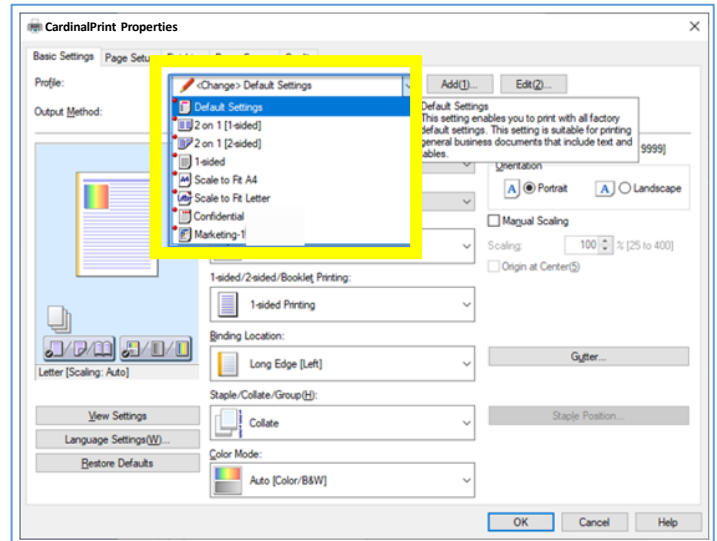 CardinalPrint Properties
Basic Settings Page Setu
Profile: <Change> Default Settings Add(1)... Edit(2)...
Output Method:
Default Settings
2 on 1 [1-sided]
2 on 1 [2-sided]
1-sided
Scale to Fit A4
Scale to Fit Letter
Confidential
Marketing-1
Default Settings
This setting enables you to print with all factory
default settings. This setting is suitable for printing
general business documents that include text and
ables.
9999]
Orientation
A Portrait A Landscape
Manual Scaling
Scaling: 100 % [25 to 400]
Origin at Center(5)
1-sided/2-sided/Booklet Printing:
1-sided Printing
Binding Location:
Long Edge [Left] Gutter...
Letter [Scaling: Auto]
Staple/Collate/Group(H):
View Settings Collate Staple Position...
Language Settings(W)...
Restore Defaults
Color Mode:
Auto [Color/B&W]
OK Cancel Help